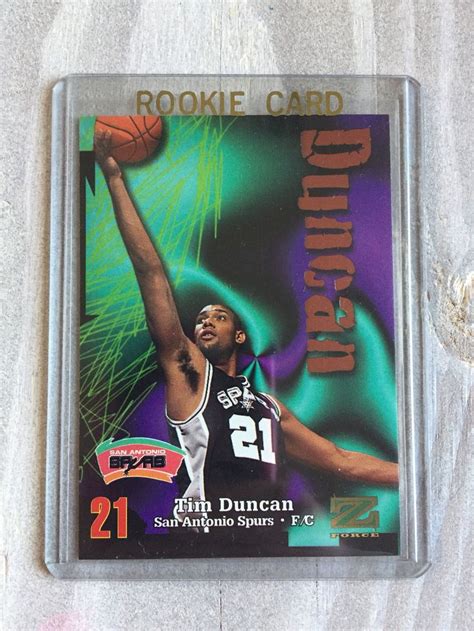 ROOKIE CARD
Duncan
SPURS
21
SAN ANTONIO
SPURS
21
Tim Duncan
San Antonio Spurs · F/C
Z
FORCE